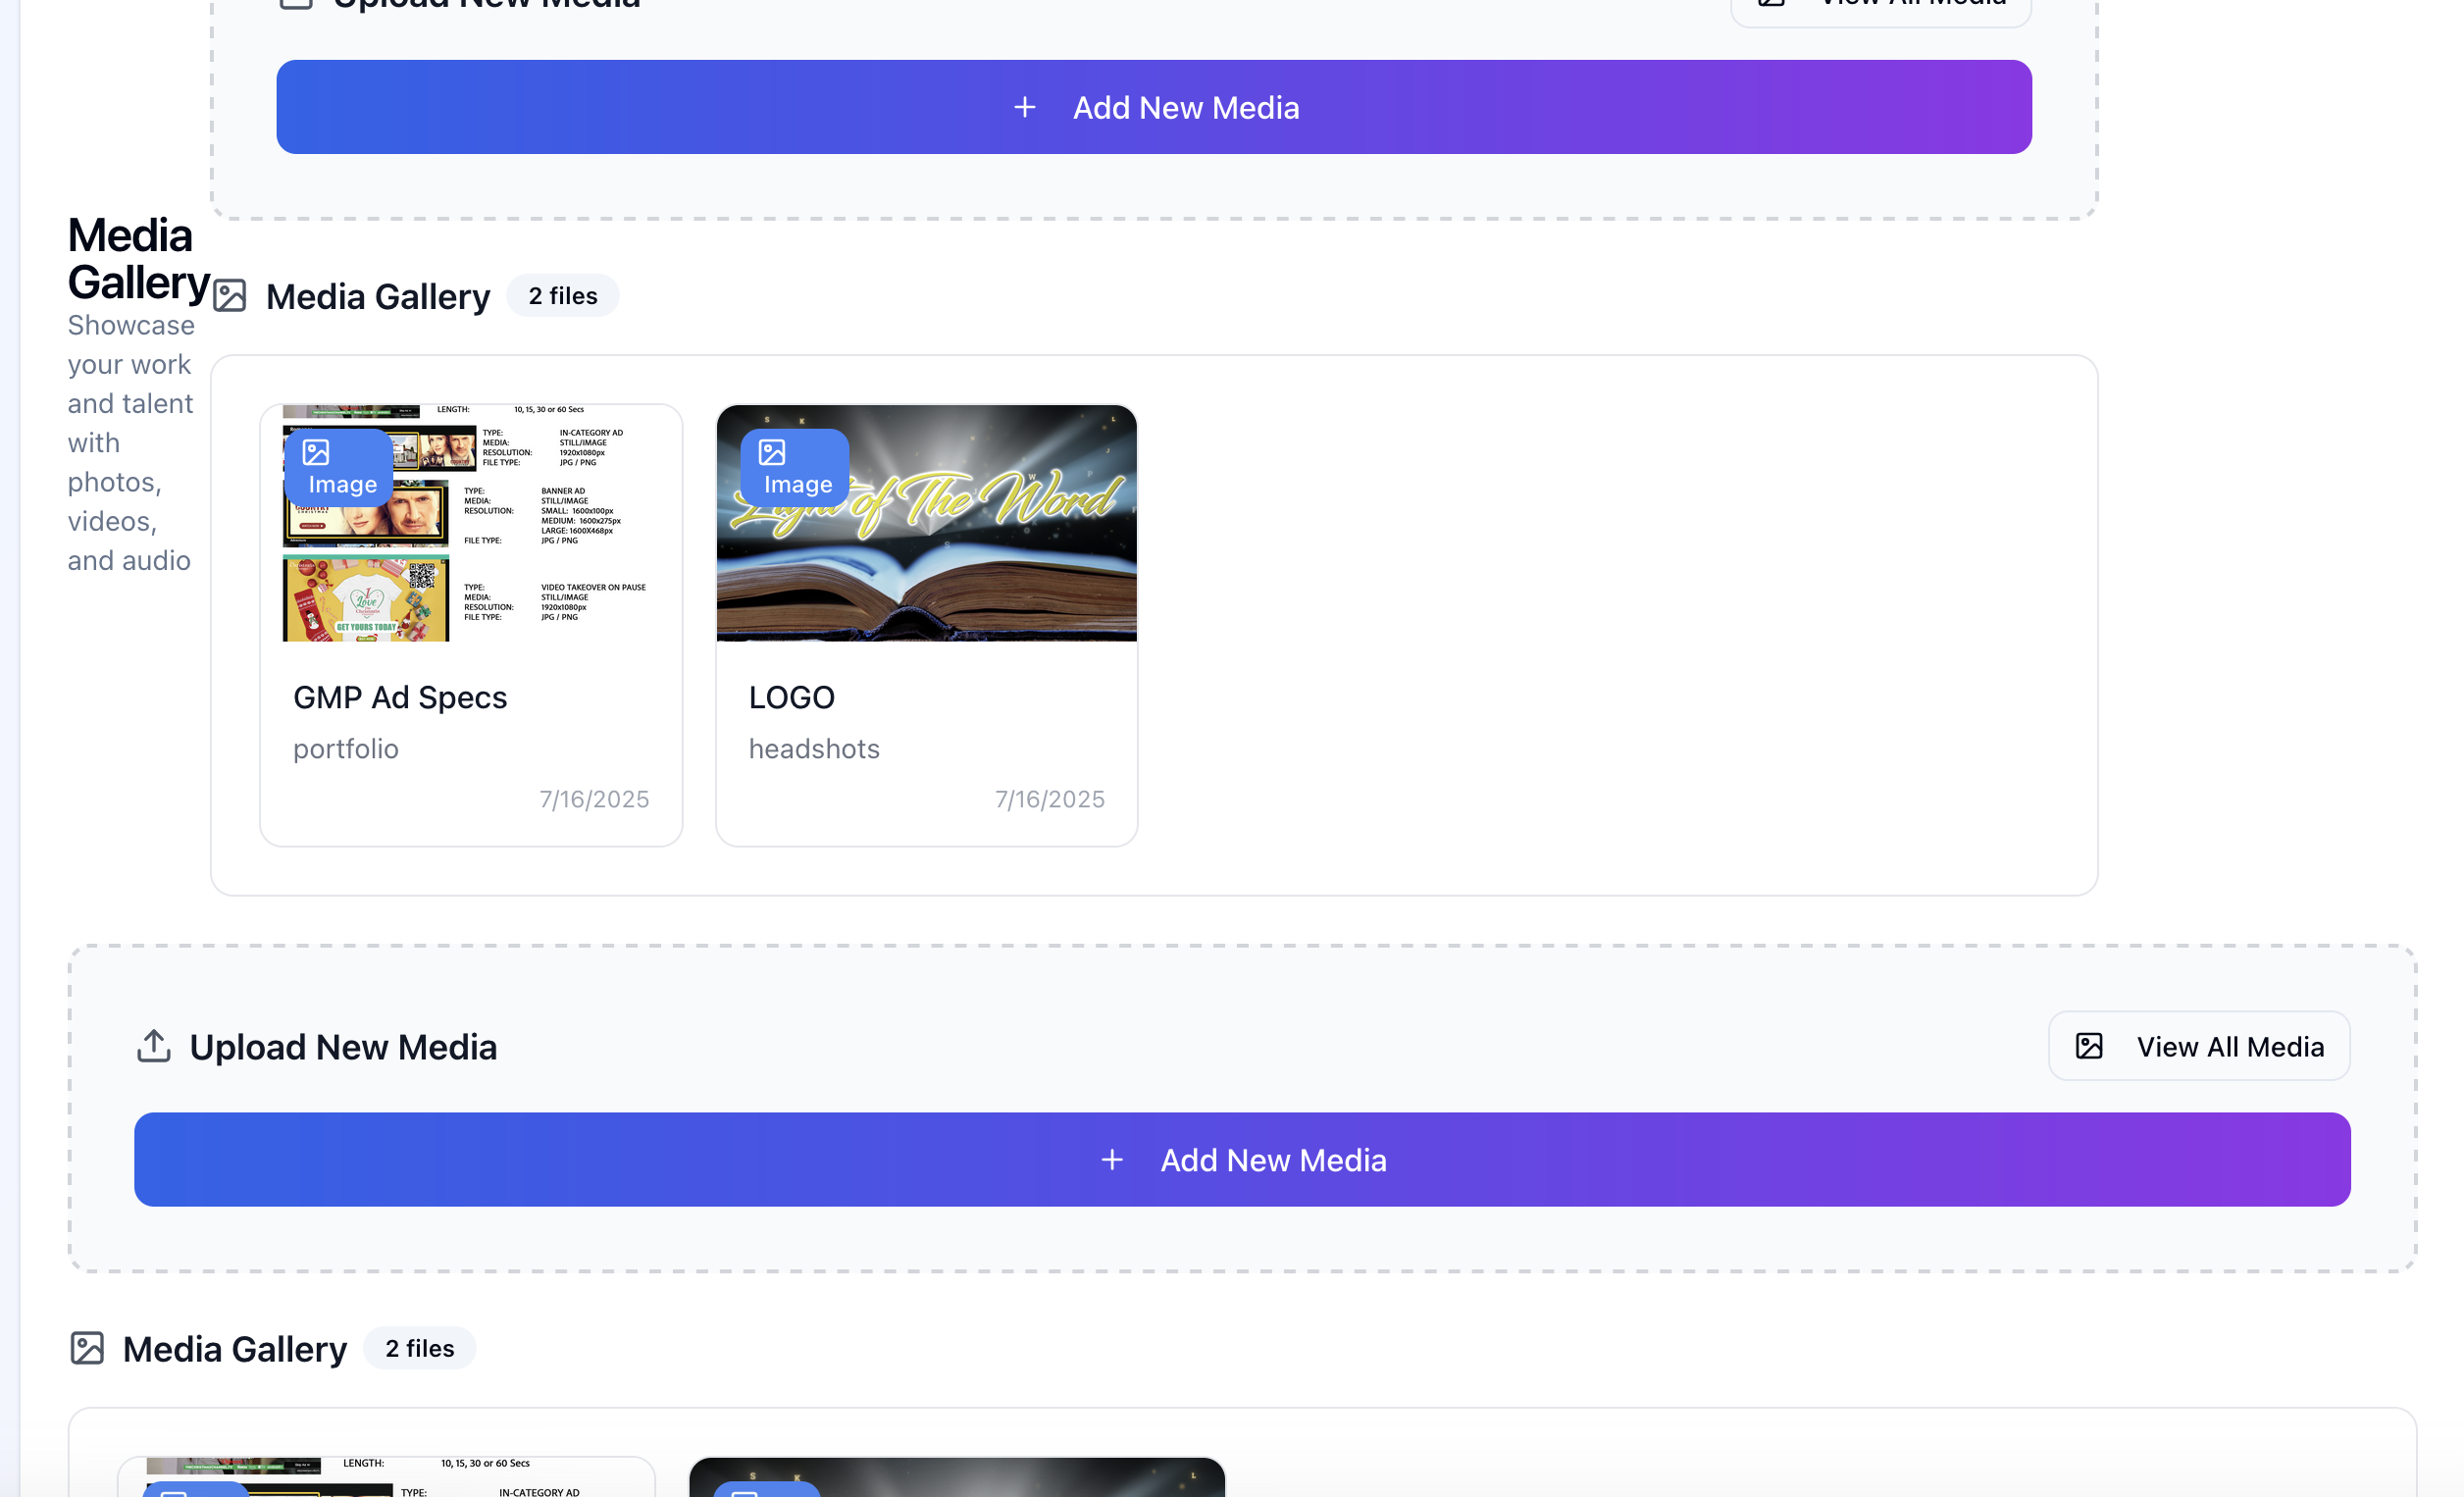 Upload New Media
View All Media
+ Add New Media
Media
Gallery
Showcase
your work
and talent
with
photos,
videos,
and audio
Media Gallery 2 files
LENGTH: 10, 15, 30 or 60 Secs
TYPE: IN-CATEGORY AD
MEDIA: STILL/IMAGE
RESOLUTION: 1920x1080px
FILE TYPE: JPG / PNG
Image
TYPE: BANNER AD
MEDIA: STILL/IMAGE
RESOLUTION: SMALL: 1600x100px
MEDIUM: 1600x275px
LARGE: 1600X468px
FILE TYPE: JPG / PNG
TYPE: VIDEO TAKEOVER ON PAUSE
MEDIA: STILL/IMAGE
RESOLUTION: 1920x1080px
FILE TYPE: JPG / PNG
I
Love
GET YOURS TODAY
GMP Ad Specs
portfolio
7/16/2025
Image
Light of The Word
LOGO
headshots
7/16/2025
Upload New Media
View All Media
+ Add New Media
Media Gallery 2 files
LENGTH: 10, 15, 30 or 60 Secs
TYPE: IN-CATEGORY AD